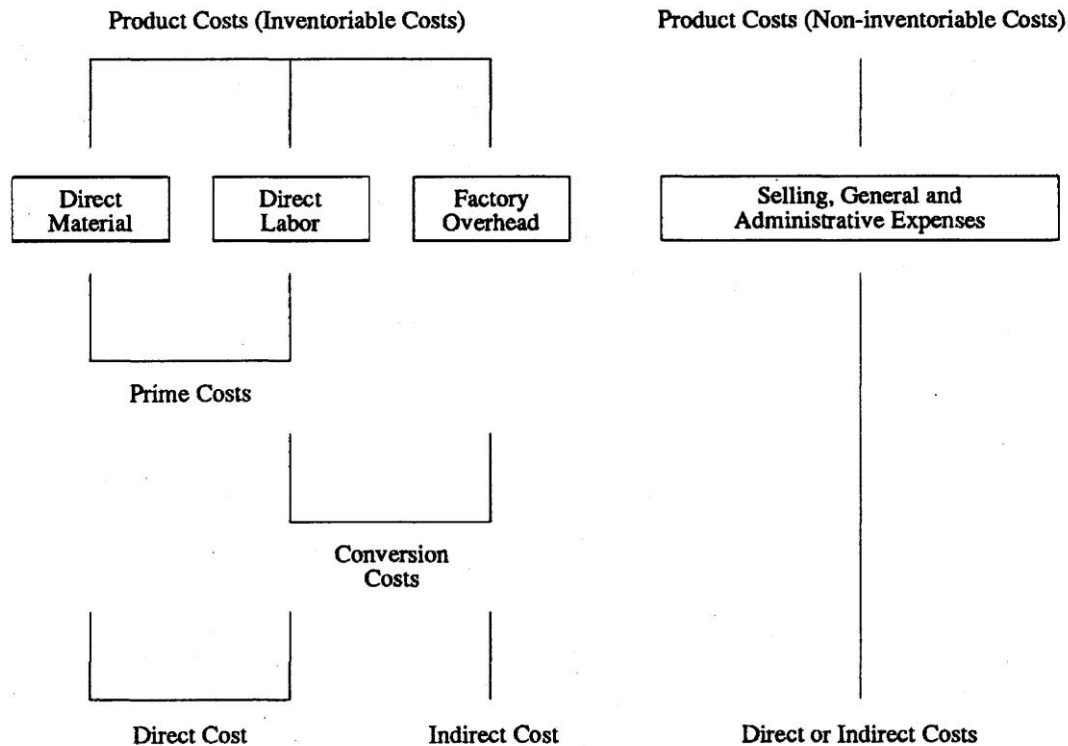 Product Costs (Inventoriable Costs)
Product Costs (Non-inventoriable Costs)
Direct
Material
Direct
Labor
Factory
Overhead
Selling, General and
Administrative Expenses
Prime Costs
Conversion
Costs
Direct Cost
Indirect Cost
Direct or Indirect Costs